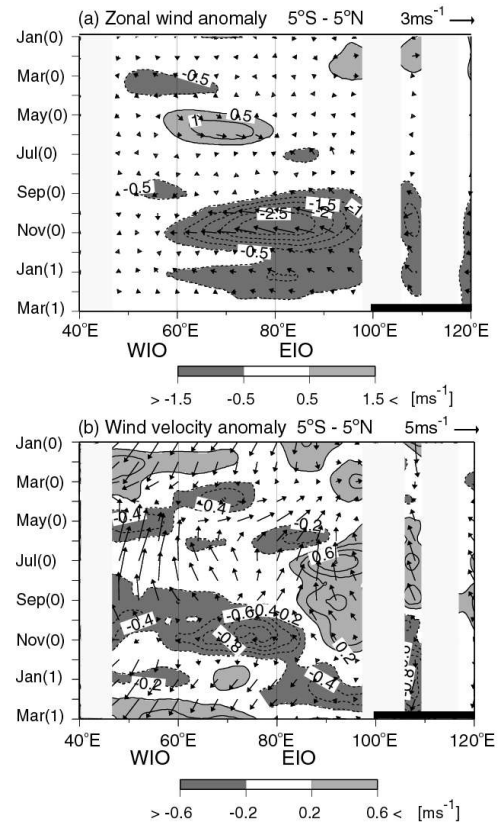 (a) Zonal wind anomaly 5°S - 5°N 3ms⁻¹
Jan(0)
Mar(0)
May(0)
Jul(0)
Sep(0)
Nov(0)
Jan(1)
Mar(1)
-0.5
0.5
1
-0.5
-1.5
-2
-1
-2.5
-0.5
40°E 60°E 80°E 100°E 120°E
WIO EIO
> -1.5 -0.5 0.5 1.5 < [ms⁻¹]
(b) Wind velocity anomaly 5°S - 5°N 5ms⁻¹
Jan(0)
Mar(0)
May(0)
Jul(0)
Sep(0)
Nov(0)
Jan(1)
Mar(1)
-0.4
-0.4
-0.2
0.6
-0.4
-0.6
-0.8
0.2
-0.4
0.2
40°E 60°E 80°E 100°E 120°E
WIO EIO
> -0.6 -0.2 0.2 0.6 < [ms⁻¹]